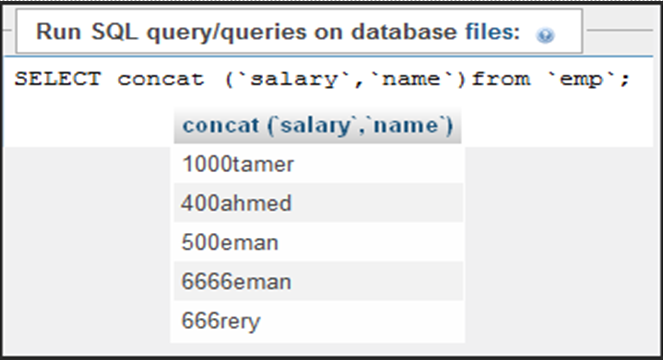 Run SQL query/queries on database files:
SELECT concat (`salary`,`name`)from `emp`;
concat (`salary`,`name`)
1000tamer
400ahmed
500eman
6666eman
666rery